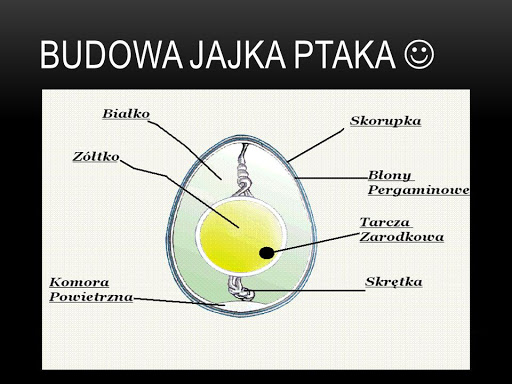 BUDOWA JAJKA PTAKA ☺
Białko
Skorupka
Żółtko
Błony
Pergaminowe
Tarcza
Zarodkowa
Komora
Powietrzna
Skrętka